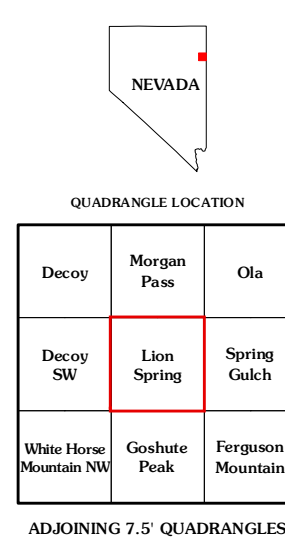 NEVADA
QUADRANGLE LOCATION
Decoy
Morgan
Pass
Ola
Decoy
SW
Lion
Spring
Spring
Gulch
White Horse
Mountain NW
Goshute
Peak
Ferguson
Mountain
ADJOINING 7.5' QUADRANGLES